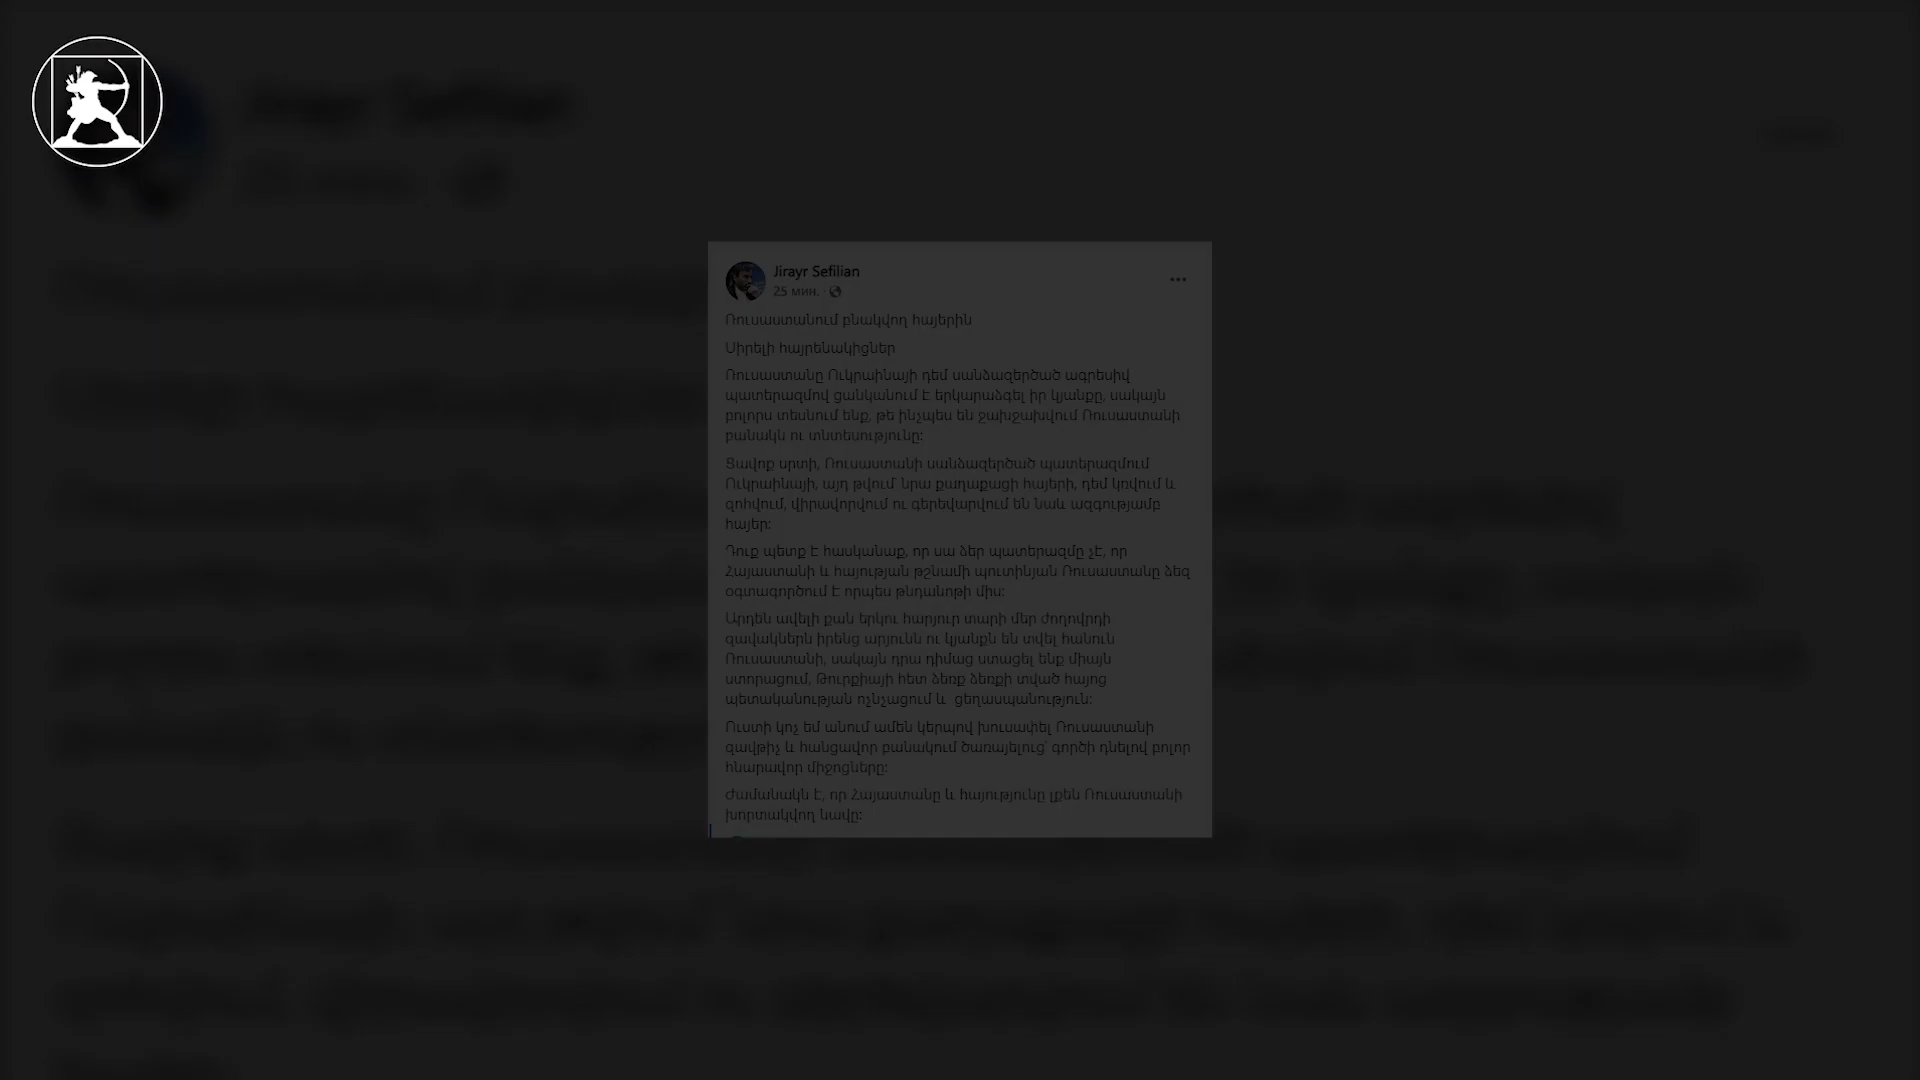 Jirayr Sefilian
25 мин. ·
Ռուսաստանում բնակվող հայերին
Սիրելի հայրենակիցներ
Ռուսաստանը Ուկրաինայի դեմ սանձազերծած ագրեսիվ
պատերազմով ցանկանում է երկարաձգել իր կյանքը, սակայն
բոլորս տեսնում ենք, թե ինչպես են ջախջախվում Ռուսաստանի
բանակն ու տնտեսությունը:
Ցավոք սրտի, Ռուսաստանի սանձազերծած պատերազմում
Ուկրաինայի, այդ թվում՝ նրա քաղաքացի հայերի, դեմ կռվում և
զոհվում, վիրավորվում ու գերեվարվում են նաև ազգությամբ
հայեր:
Դուք պետք է հասկանաք, որ սա ձեր պատերազմը չէ, որ
Հայաստանի և հայության թշնամի պուտինյան Ռուսաստանը ձեզ
օգտագործում է որպես թնդանոթի միս:
Արդեն ավելի քան երկու հարյուր տարի մեր ժողովրդի
զավակներն իրենց արյունն ու կյանքն են տվել հանուն
Ռուսաստանի, սակայն դրա դիմաց ստացել ենք միայն
ստորացում, Թուրքիայի հետ ձեռք ձեռքի տված հայոց
պետականության ոչնչացում և  ցեղասպանություն:
Ուստի կոչ եմ անում ամեն կերպով խուսափել Ռուսաստանի
զավթիչ և հանցավոր բանակում ծառայելուց՝ գործի դնելով բոլոր
հնարավոր միջոցները:
Ժամանակն է, որ Հայաստանը և հայությունը լքեն Ռուսաստանի
խորտակվող նավը: